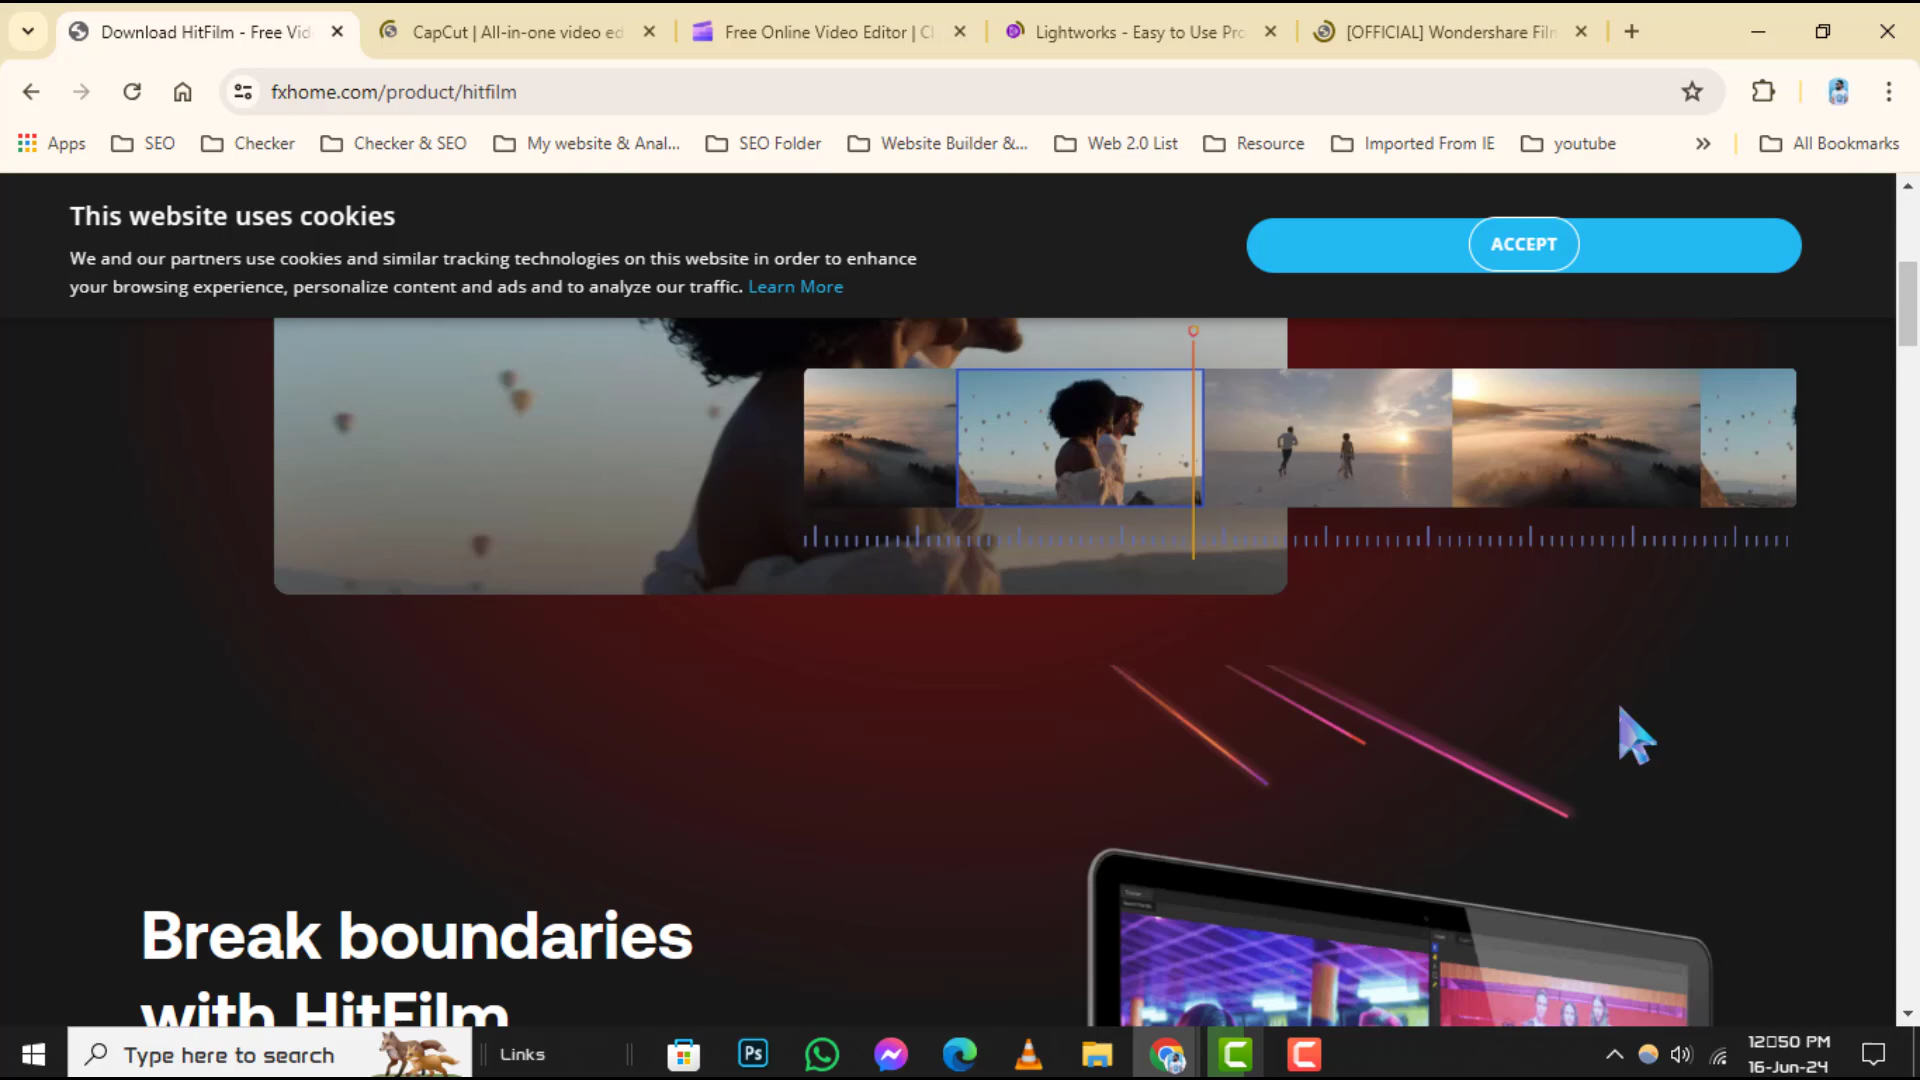 Download HitFilm - Free Vid
CapCut | All-in-one video ed
Free Online Video Editor | Cl
Lightworks - Easy to Use Pro
[OFFICIAL] Wondershare Film
fxhome.com/product/hitfilm
Apps
SEO
Checker
Checker & SEO
My website & Anal...
SEO Folder
Website Builder &...
Web 2.0 List
Resource
Imported From IE
youtube
All Bookmarks
This website uses cookies
We and our partners use cookies and similar tracking technologies on this website in order to enhance
your browsing experience, personalize content and ads and to analyze our traffic. Learn More
ACCEPT
Break boundaries
with HitFilm
Type here to search
Links
Ps
12□50 PM
16-Jun-24